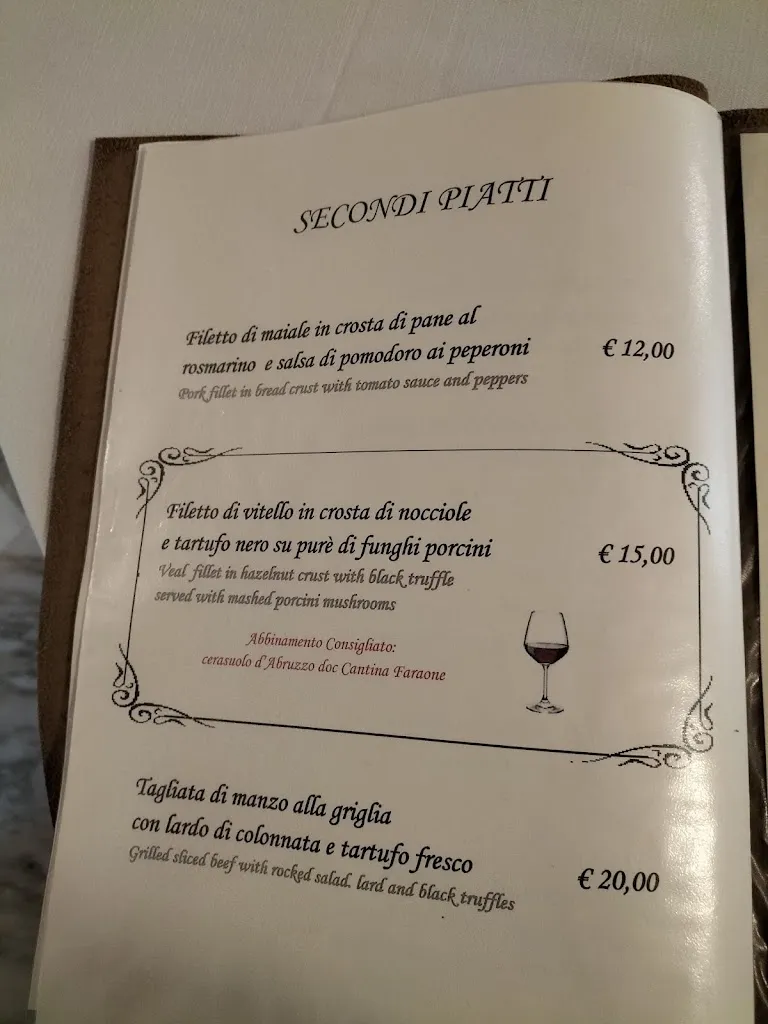 SECONDI PIATTI
Filetto di maiale in crosta di pane al
rosmarino e salsa di pomodoro ai peperoni
€ 12,00
Pork fillet in bread crust with tomato sauce and peppers
Filetto di vitello in crosta di nocciole
e tartufo nero su purè di funghi porcini
€ 15,00
Veal fillet in hazelnut crust with black truffle
served with mashed porcini mushrooms
Abbinamento Consigliato:
cerasuolo d'Abruzzo doc Cantina Faraone
Tagliata di manzo alla griglia
con lardo di colonnata e tartufo fresco
€ 20,00
Grilled sliced beef with rocked salad. lard and black truffles